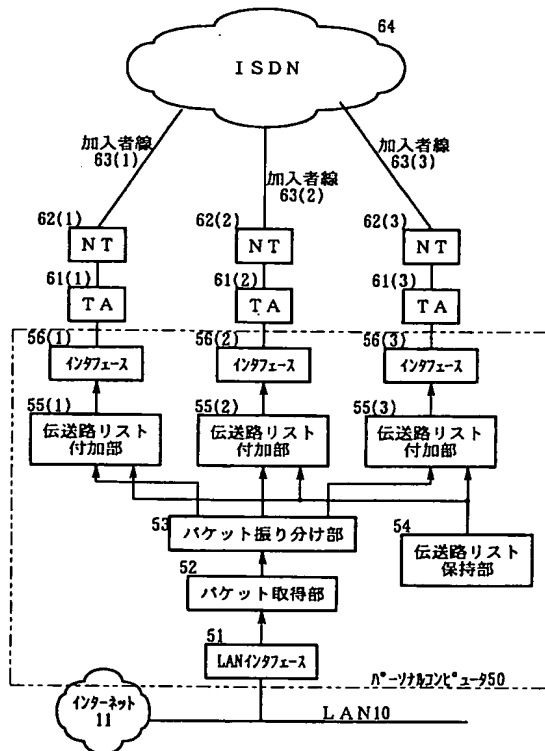 64
ISDN
加入者線
63(1)
加入者線
63(2)
加入者線
63(3)
62(1)
NT
62(2)
NT
62(3)
NT
61(1)
TA
61(2)
TA
61(3)
TA
56(1)
インタフェース
56(2)
インタフェース
56(3)
インタフェース
55(1)
伝送路リスト
付加部
55(2)
伝送路リスト
付加部
55(3)
伝送路リスト
付加部
53
パケット振り分け部
54
伝送路リスト
保持部
52
パケット取得部
51
LANインタフェース
パーソナルコンピュータ50
インターネット
11
LAN10